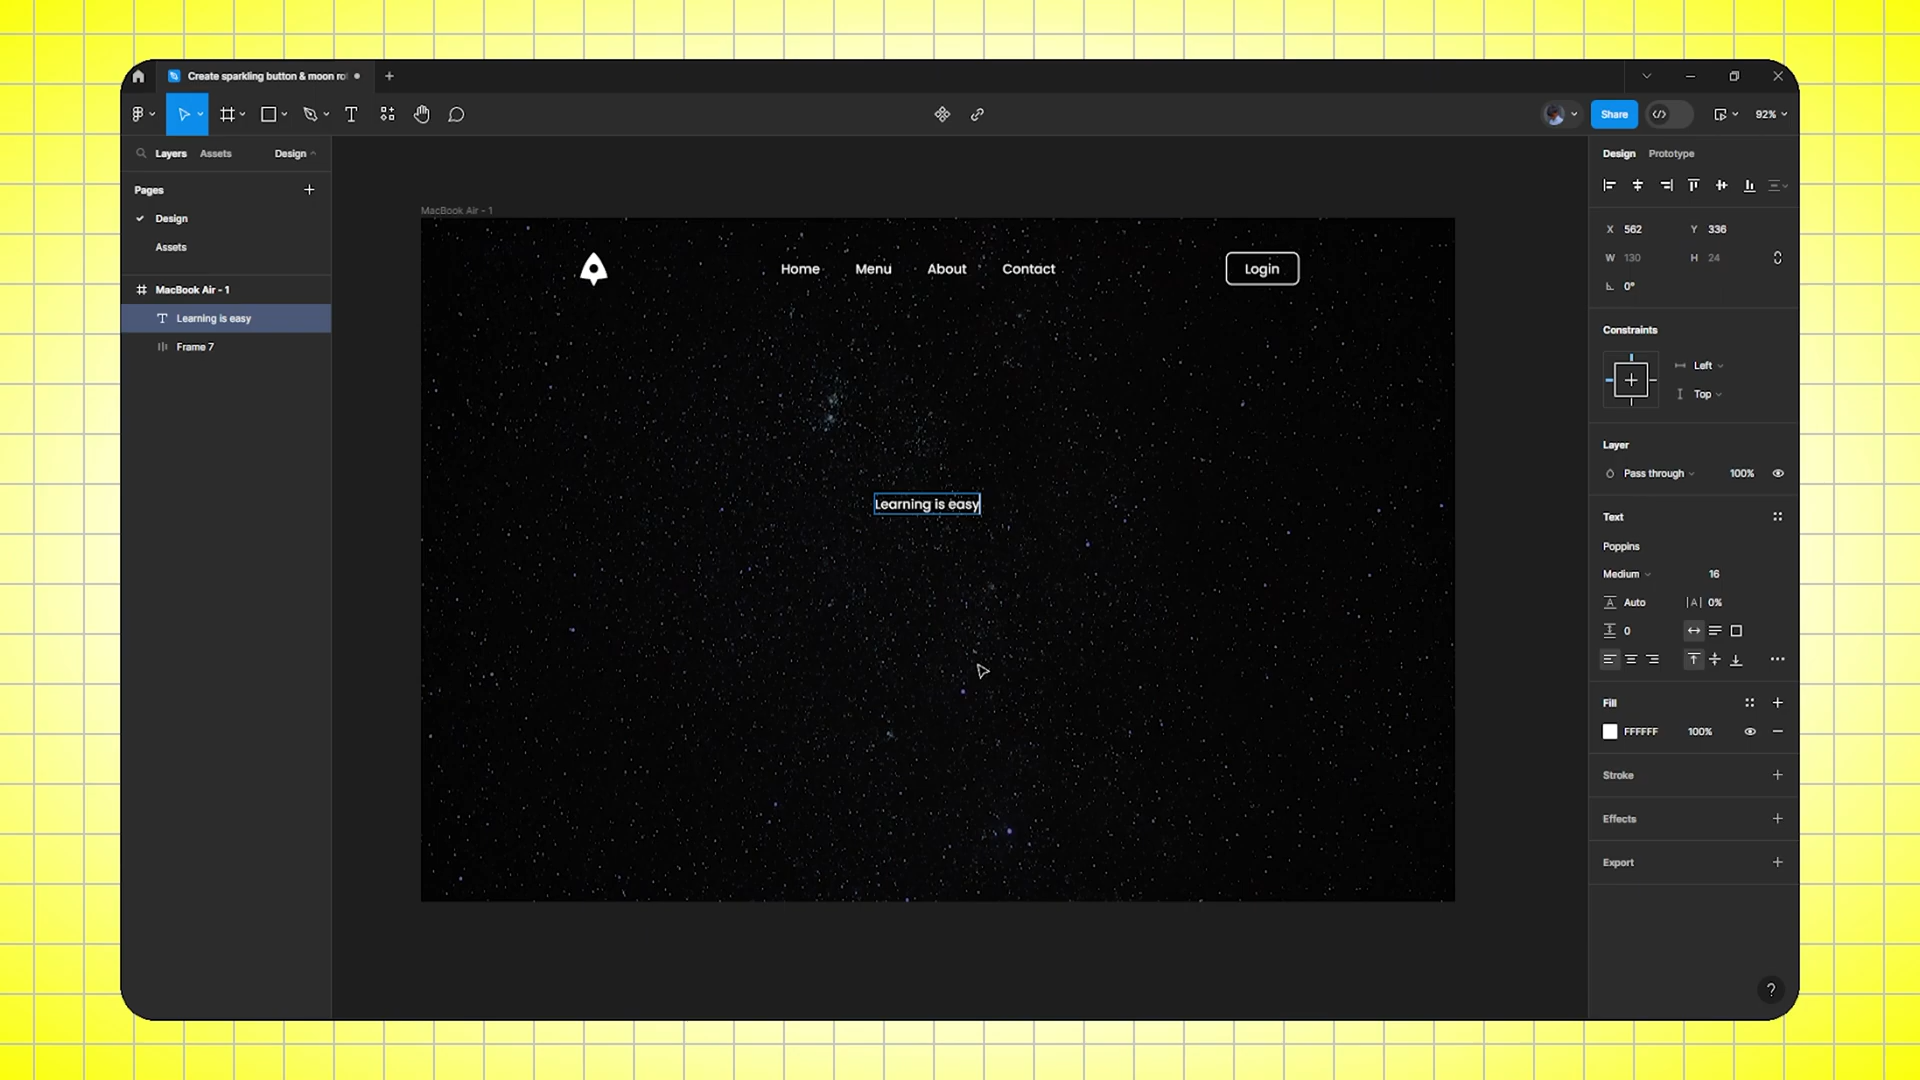 Create sparkling button & moon ro
Share
92%
Layers Assets Design
Design Prototype
Pages
Design
Assets
MacBook Air - 1
Learning is easy
Frame 7
MacBook Air - 1
Home Menu About Contact Login
Learning is easy
X 562 Y 336
W 130 H 24
0°
Constraints
Left
Top
Layer
Pass through 100%
Text
Poppins
Medium 16
A Auto |A| 0%
0
Fill
FFFFFF 100%
Stroke
Effects
Export
?